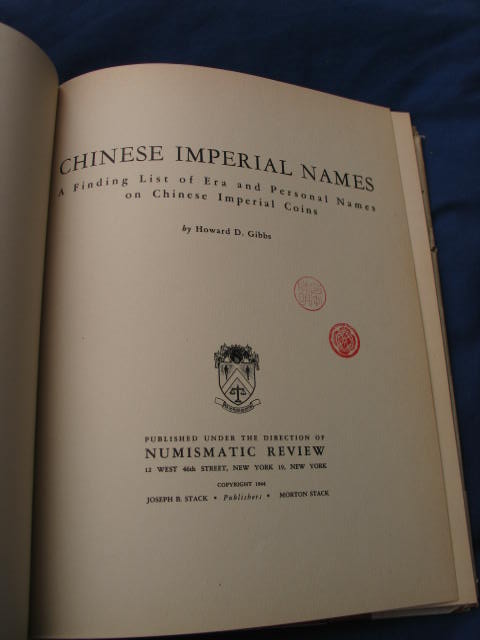 CHINESE IMPERIAL NAMES
A Finding List of Era and Personal Names
on Chinese Imperial Coins
by Howard D. Gibbs
PUBLISHED UNDER THE DIRECTION OF
NUMISMATIC REVIEW
12 WEST 46th STREET, NEW YORK 19, NEW YORK
COPYRIGHT 1944
JOSEPH B. STACK • Publishers • MORTON STACK